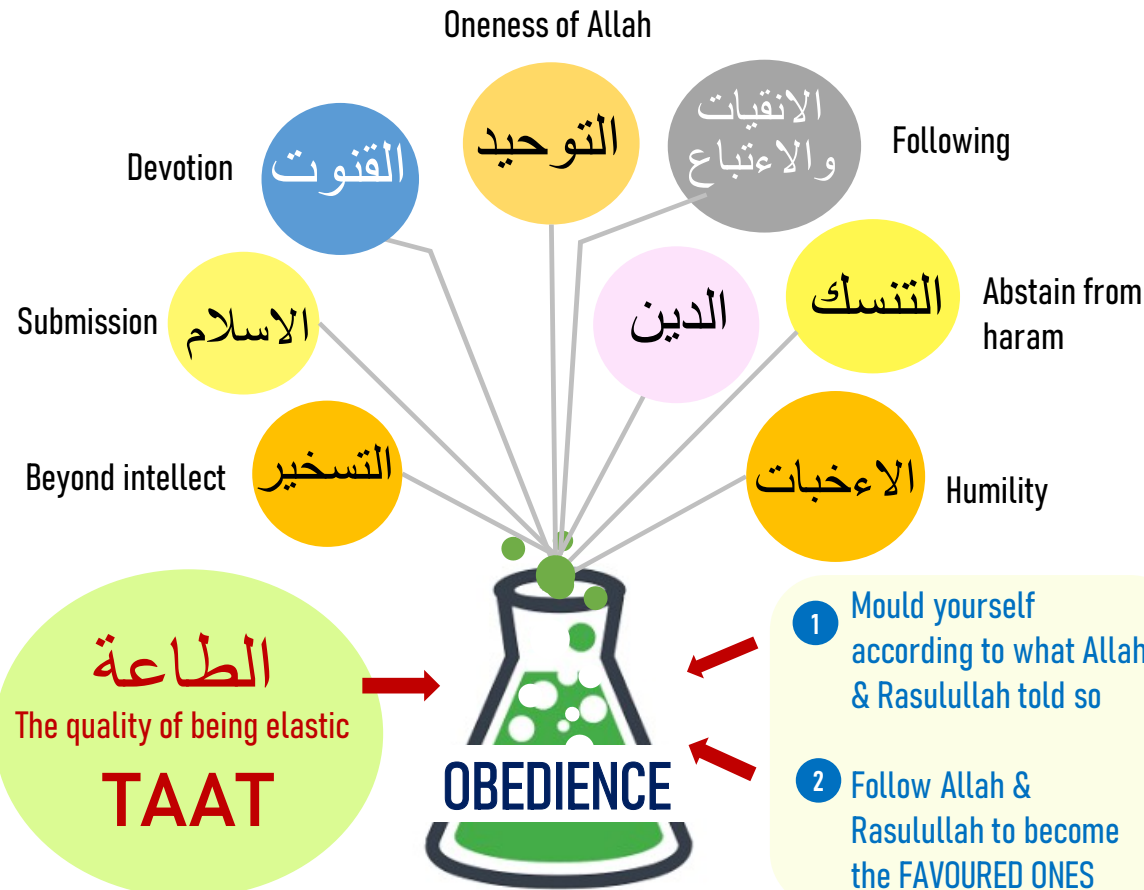 Oneness of Allah
Devotion
القنوت
التوحيد
الانقيات
والاءتباع
Following
Submission
الاسلام
الدين
التنسك
Abstain from
haram
Beyond intellect
التسخير
الاءخبات
Humility
الطاعة
The quality of being elastic
TAAT
OBEDIENCE
1 Mould yourself
according to what Allah
& Rasulullah told so
2 Follow Allah &
Rasulullah to become
the FAVOURED ONES